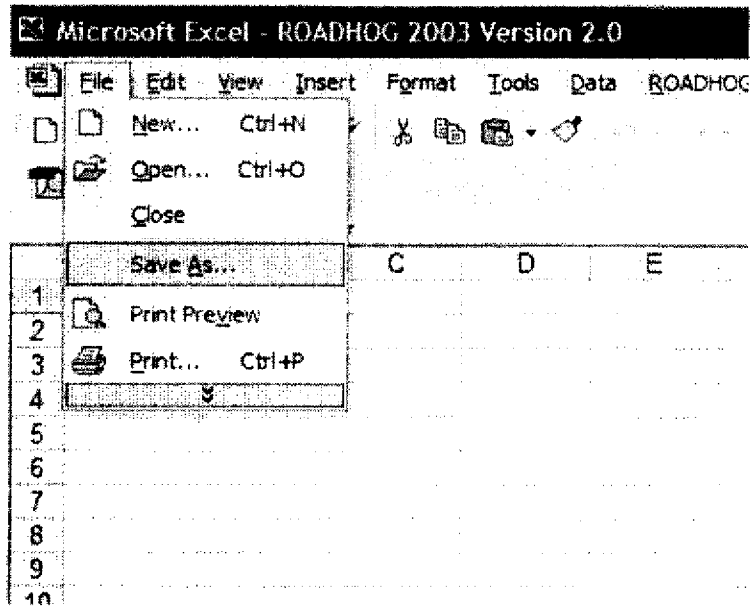 Microsoft Excel - ROADHOG 2003 Version 2.0
File Edit View Insert Format Tools Data ROADHOG
New... Ctrl+N
Open... Ctrl+O
Close
Save As...
C D E
Print Preview
Print... Ctrl+P
1
2
3
4
5
6
7
8
9
10